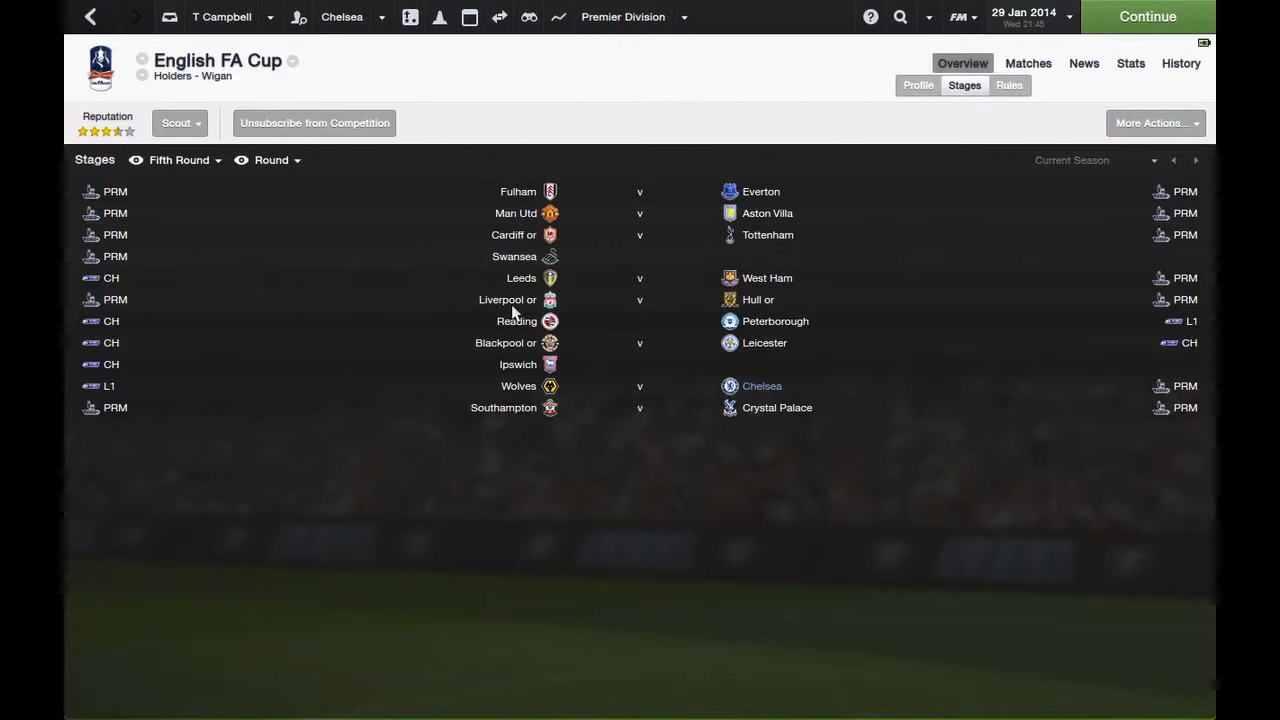 T Campbell Chelsea Premier Division FM 29 Jan 2014 Continue
Wed 21:45
English FA Cup
Holders - Wigan
Overview Matches News Stats History
Profile Stages Rules
Reputation
Scout Unsubscribe from Competition More Actions...
Stages Fifth Round Round Current Season
PRM Fulham v Everton PRM
PRM Man Utd v Aston Villa PRM
PRM Cardiff or v Tottenham PRM
PRM Swansea
CH Leeds v West Ham PRM
PRM Liverpool or v Hull or PRM
CH Reading Peterborough L1
CH Blackpool or v Leicester CH
CH Ipswich
L1 Wolves v Chelsea PRM
PRM Southampton v Crystal Palace PRM